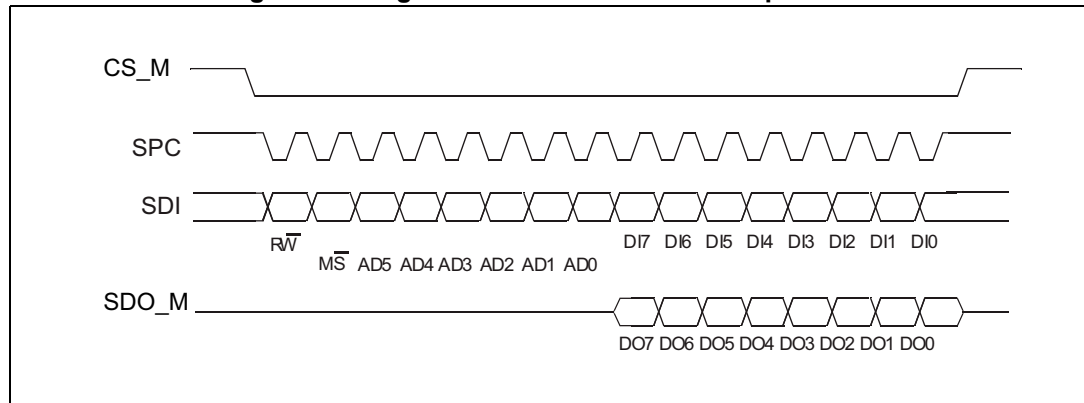 CS_M
SPC
SDI
RW̅ DI7 DI6 DI5 DI4 DI3 DI2 DI1 DI0
MS̅ AD5 AD4 AD3 AD2 AD1 AD0
SDO_M
DO7 DO6 DO5 DO4 DO3 DO2 DO1 DO0